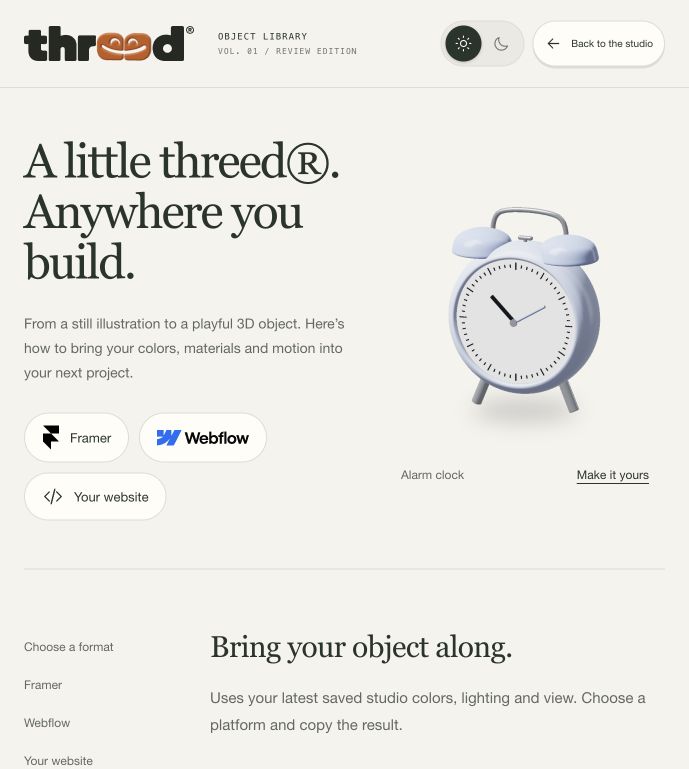 threed®
OBJECT LIBRARY
VOL. 01 / REVIEW EDITION
Back to the studio
A little threed®.
Anywhere you
build.
From a still illustration to a playful 3D object. Here’s
how to bring your colors, materials and motion into
your next project.
Framer
Webflow
Your website
Alarm clock
Make it yours
Choose a format
Framer
Webflow
Your website
Bring your object along.
Uses your latest saved studio colors, lighting and view. Choose a
platform and copy the result.